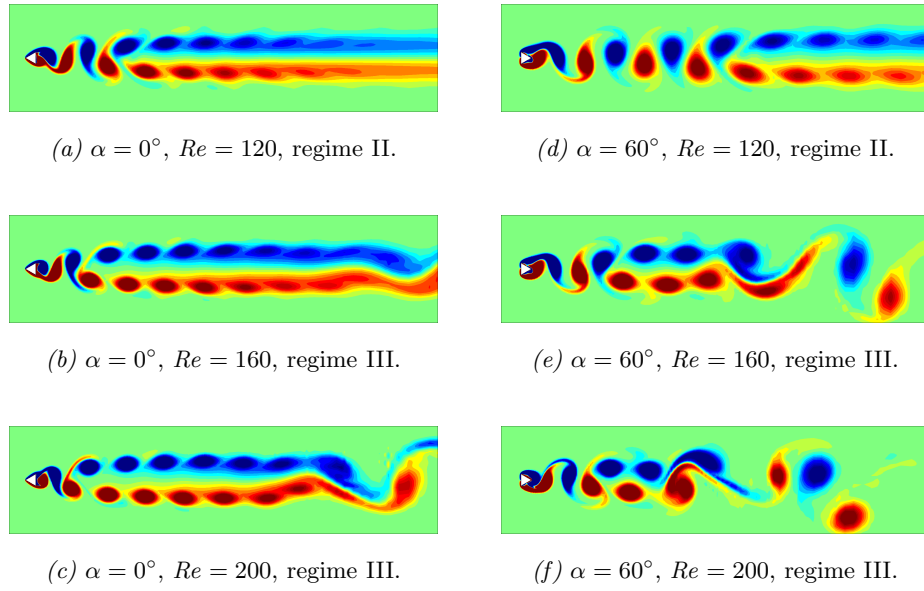 (a) α = 0°, Re = 120, regime II.
(d) α = 60°, Re = 120, regime II.
(b) α = 0°, Re = 160, regime III.
(e) α = 60°, Re = 160, regime III.
(c) α = 0°, Re = 200, regime III.
(f) α = 60°, Re = 200, regime III.